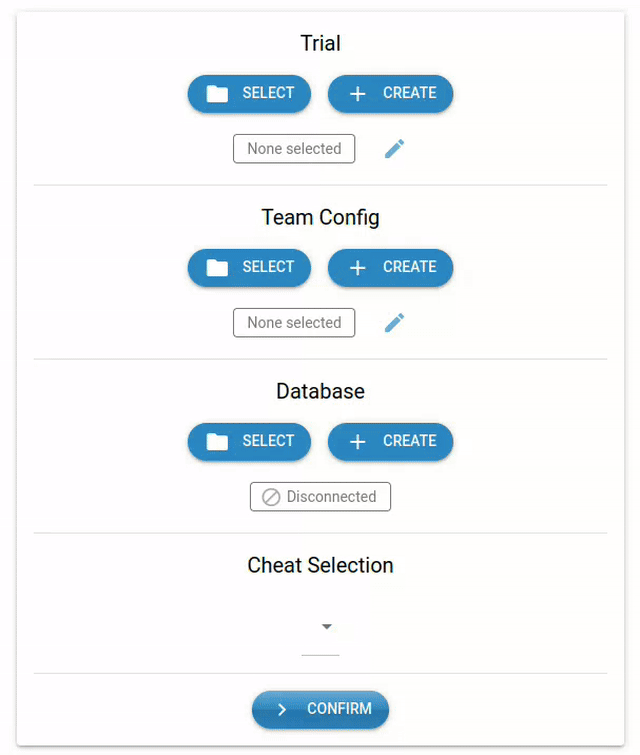 Trial
SELECT CREATE
None selected
Team Config
SELECT CREATE
None selected
Database
SELECT CREATE
Disconnected
Cheat Selection
CONFIRM